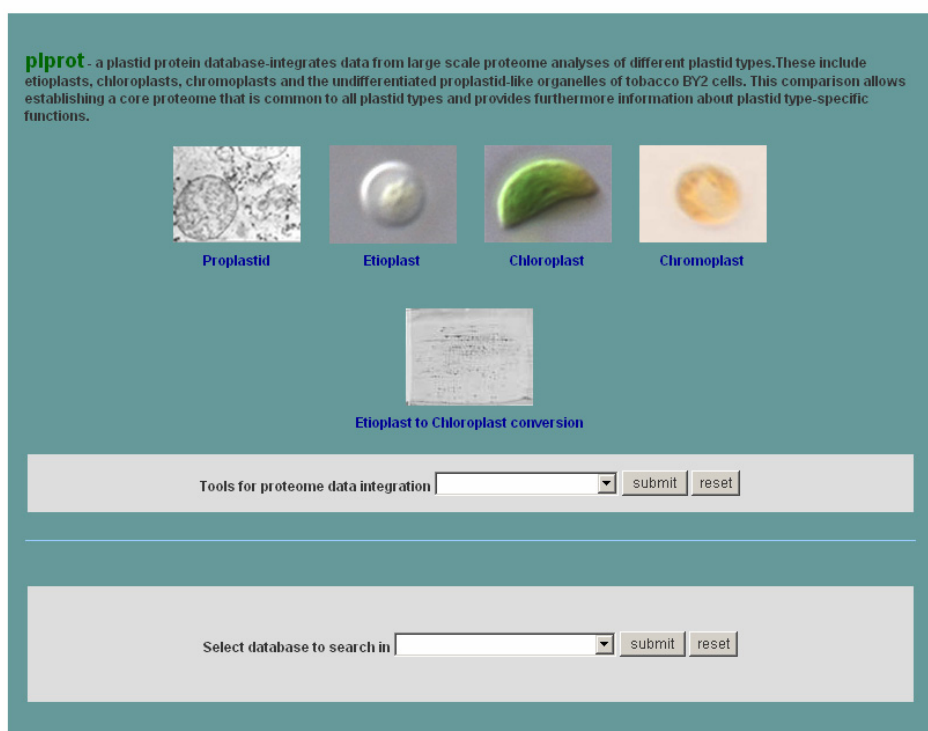 plprot - a plastid protein database-integrates data from large scale proteome analyses of different plastid types.These include
etioplasts, chloroplasts, chromoplasts and the undifferentiated proplastid-like organelles of tobacco BY2 cells. This comparison allows
establishing a core proteome that is common to all plastid types and provides furthermore information about plastid type-specific
functions.
Proplastid Etioplast Chloroplast Chromoplast
Etioplast to Chloroplast conversion
Tools for proteome data integration submit reset
Select database to search in submit reset